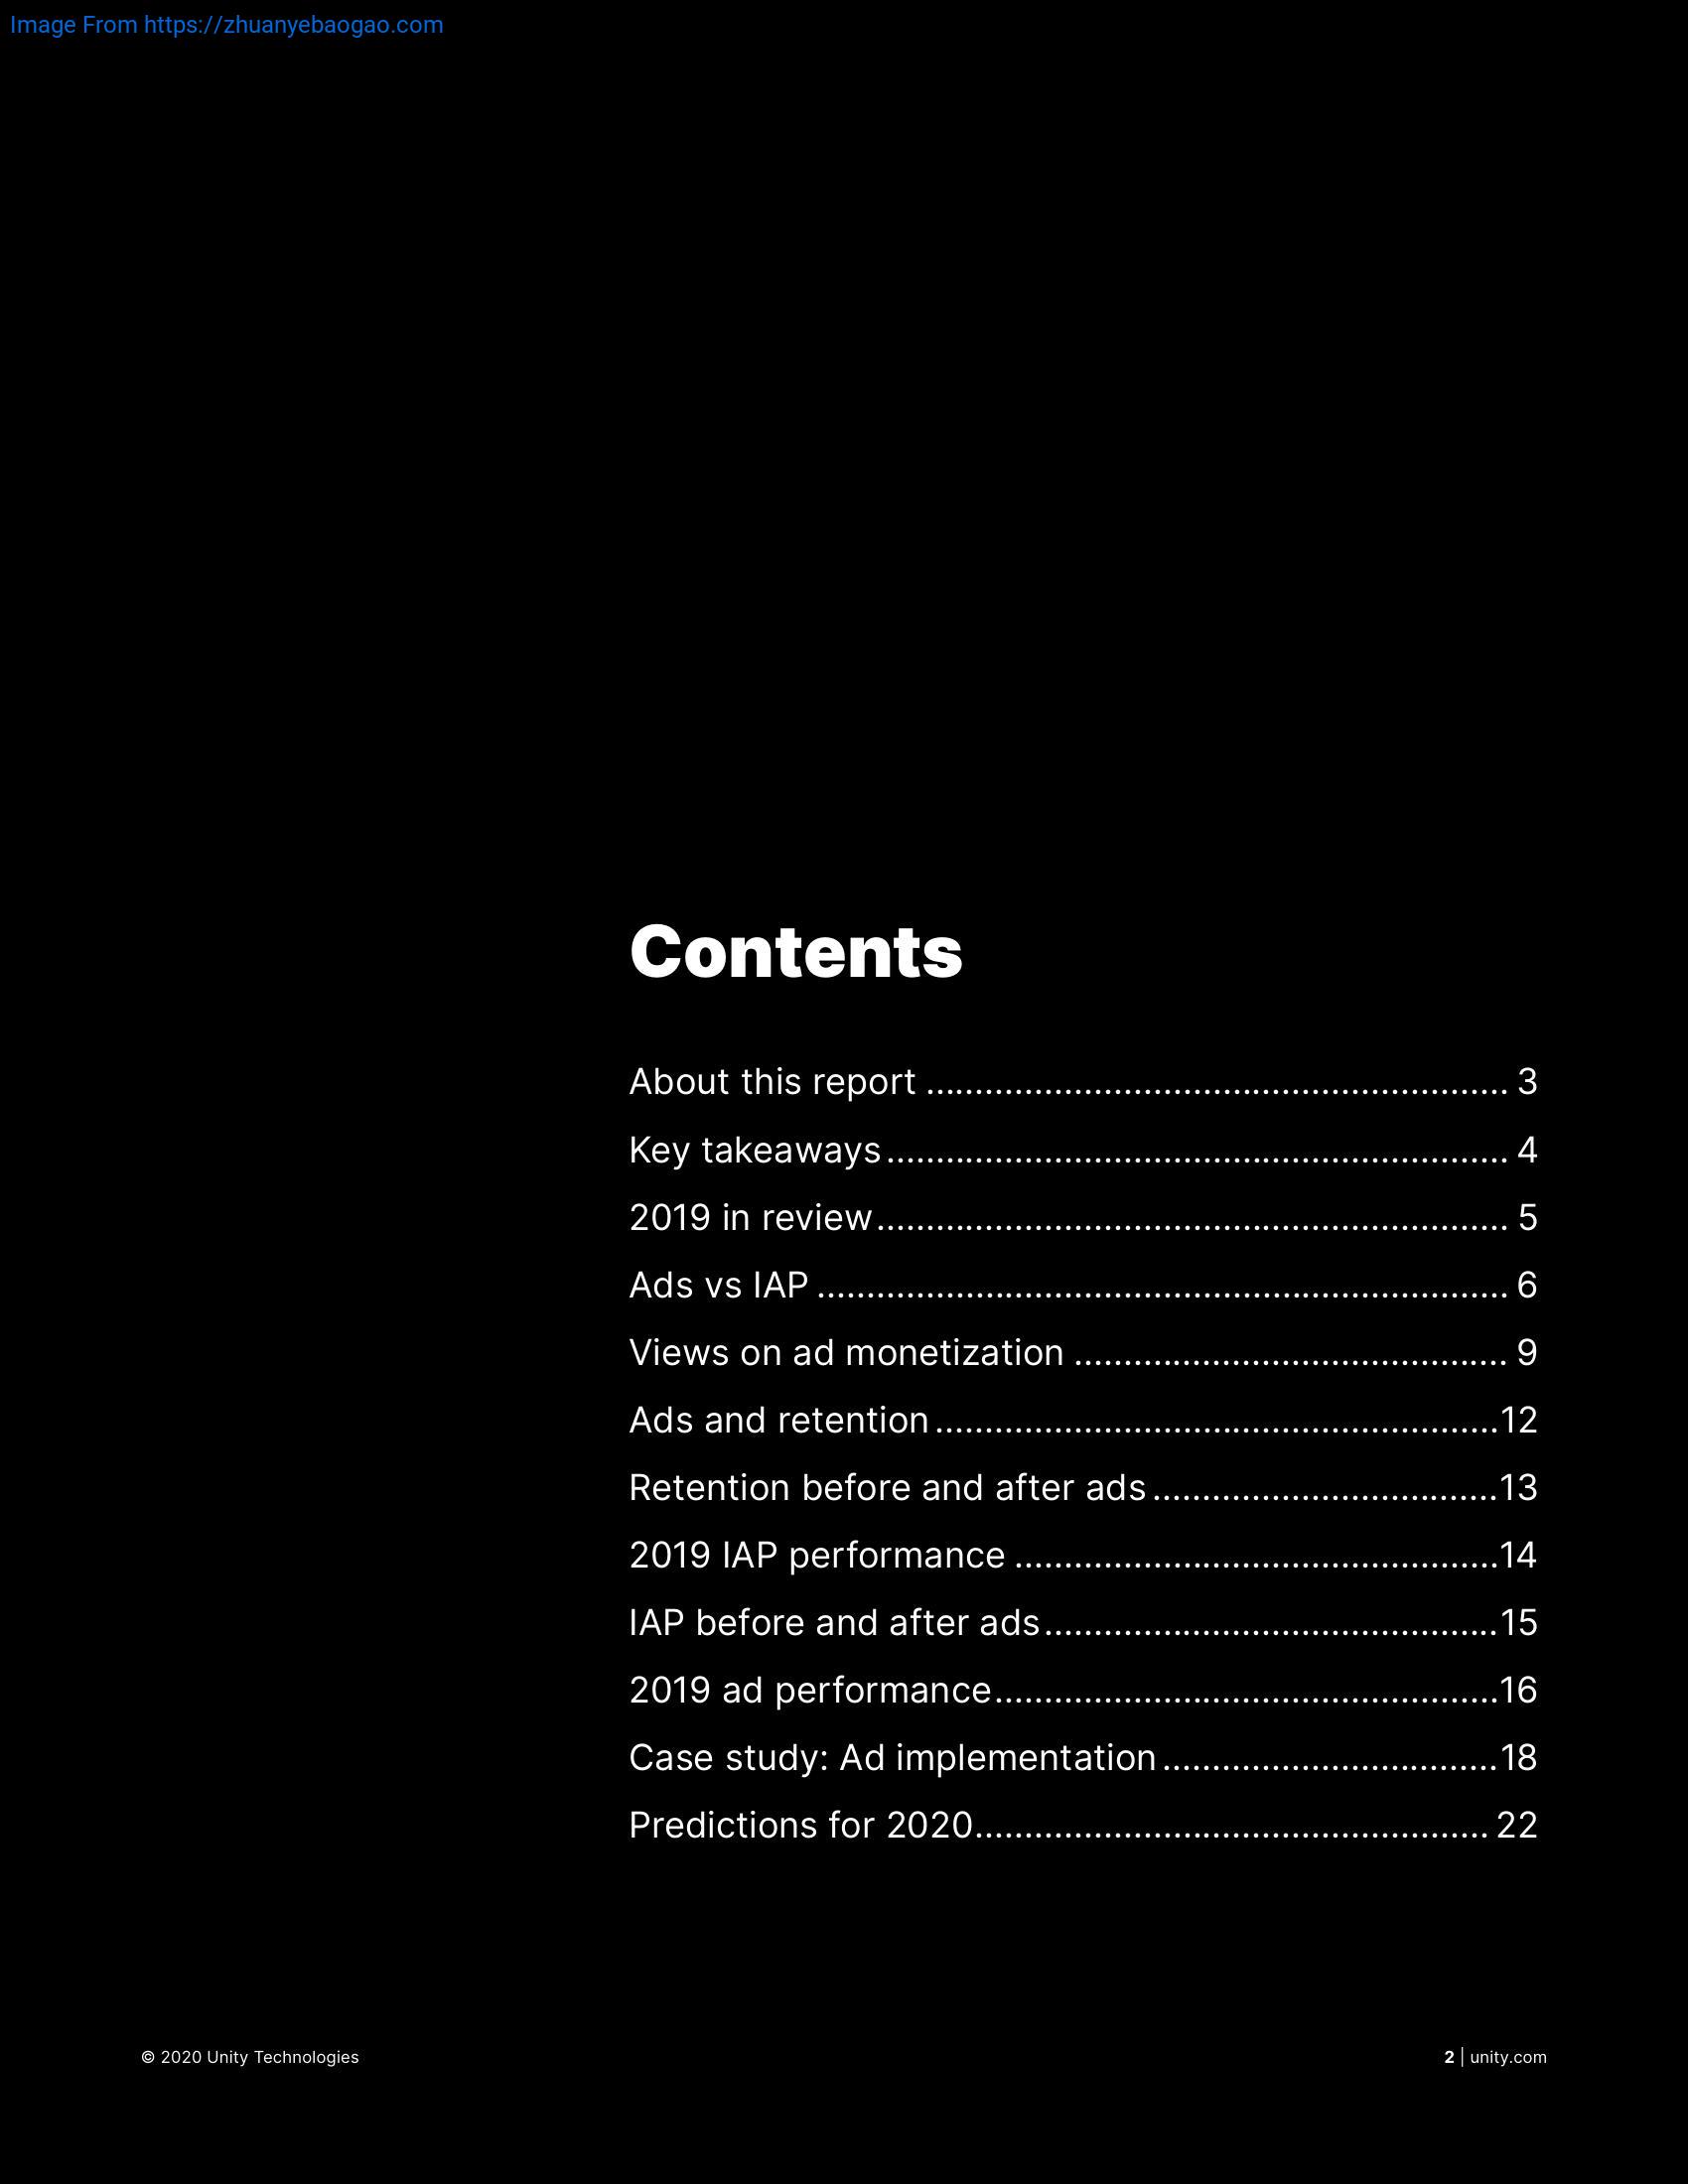 Image From https://zhuanyebaogao.com
Contents
About this report ........................................................... 3
Key takeaways ............................................................... 4
2019 in review ................................................................ 5
Ads vs IAP ...................................................................... 6
Views on ad monetization ............................................ 9
Ads and retention .........................................................12
Retention before and after ads ...................................13
2019 IAP performance .................................................14
IAP before and after ads ..............................................15
2019 ad performance ...................................................16
Case study: Ad implementation ..................................18
Predictions for 2020 .................................................... 22
© 2020 Unity Technologies
2 | unity.com